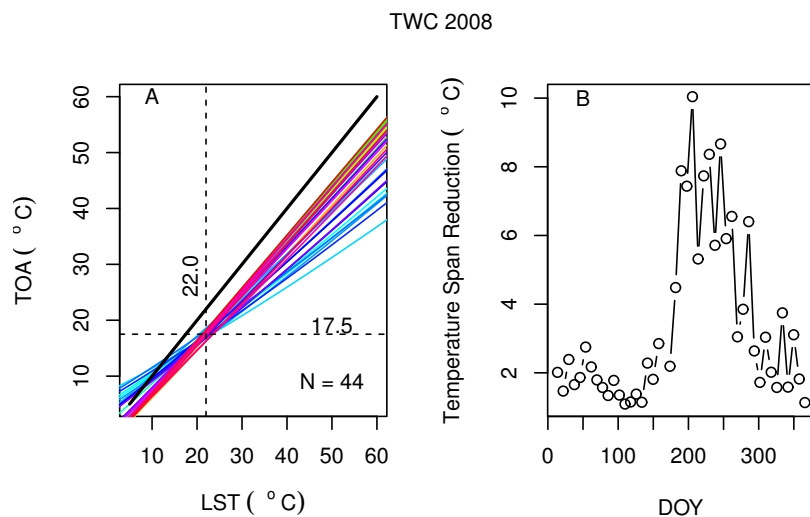 TWC 2008
A
22.0
17.5
N = 44
10 20 30 40 50 60
10 20 30 40 50 60
LST ( °C)
TOA ( °C)
B
2 4 6 8 10
0 100 200 300
DOY
Temperature Span Reduction ( °C)